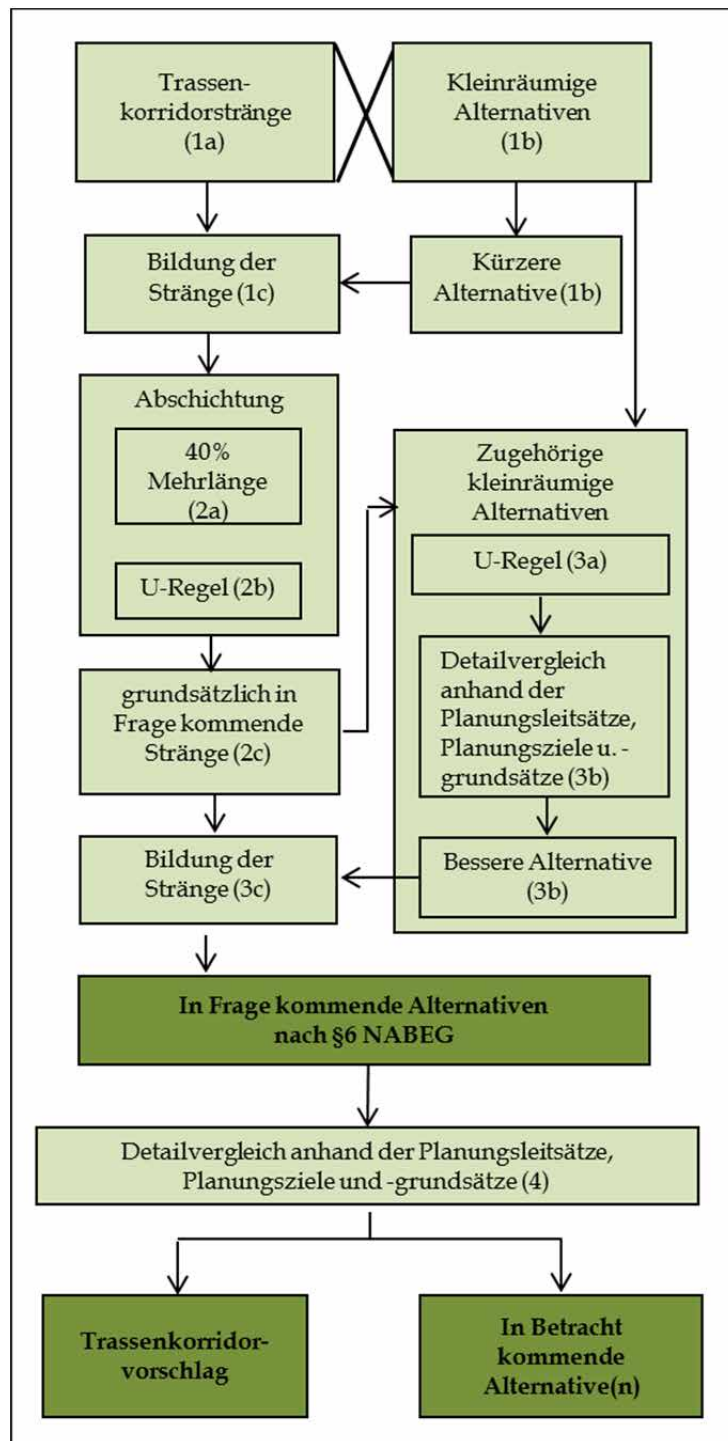 Trassen-
korridorstränge
(1a)
Kleinräumige
Alternativen
(1b)
Bildung der
Stränge (1c)
Kürzere
Alternative (1b)
Abschichtung
40%
Mehrlänge
(2a)
U-Regel (2b)
grundsätzlich in
Frage kommende
Stränge (2c)
Zugehörige
kleinräumige
Alternativen
U-Regel (3a)
Detailvergleich
anhand der
Planungsleitsätze,
Planungsziele u. -
grundsätze (3b)
Bessere Alternative
(3b)
Bildung der
Stränge (3c)
In Frage kommende Alternativen
nach §6 NABEG
Detailvergleich anhand der Planungsleitsätze,
Planungsziele und -grundsätze (4)
Trassenkorridor-
vorschlag
In Betracht
kommende
Alternative(n)